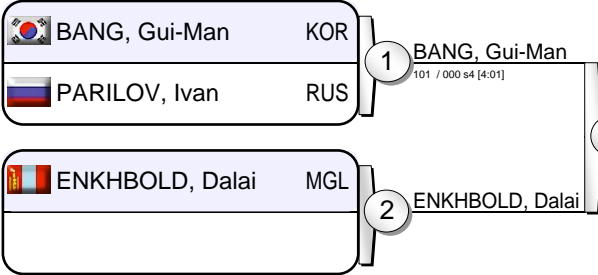 BANG, Gui-Man KOR
1 BANG, Gui-Man
101 / 000 s4 [4:01]
PARILOV, Ivan RUS
ENKHBOLD, Dalai MGL
2 ENKHBOLD, Dalai